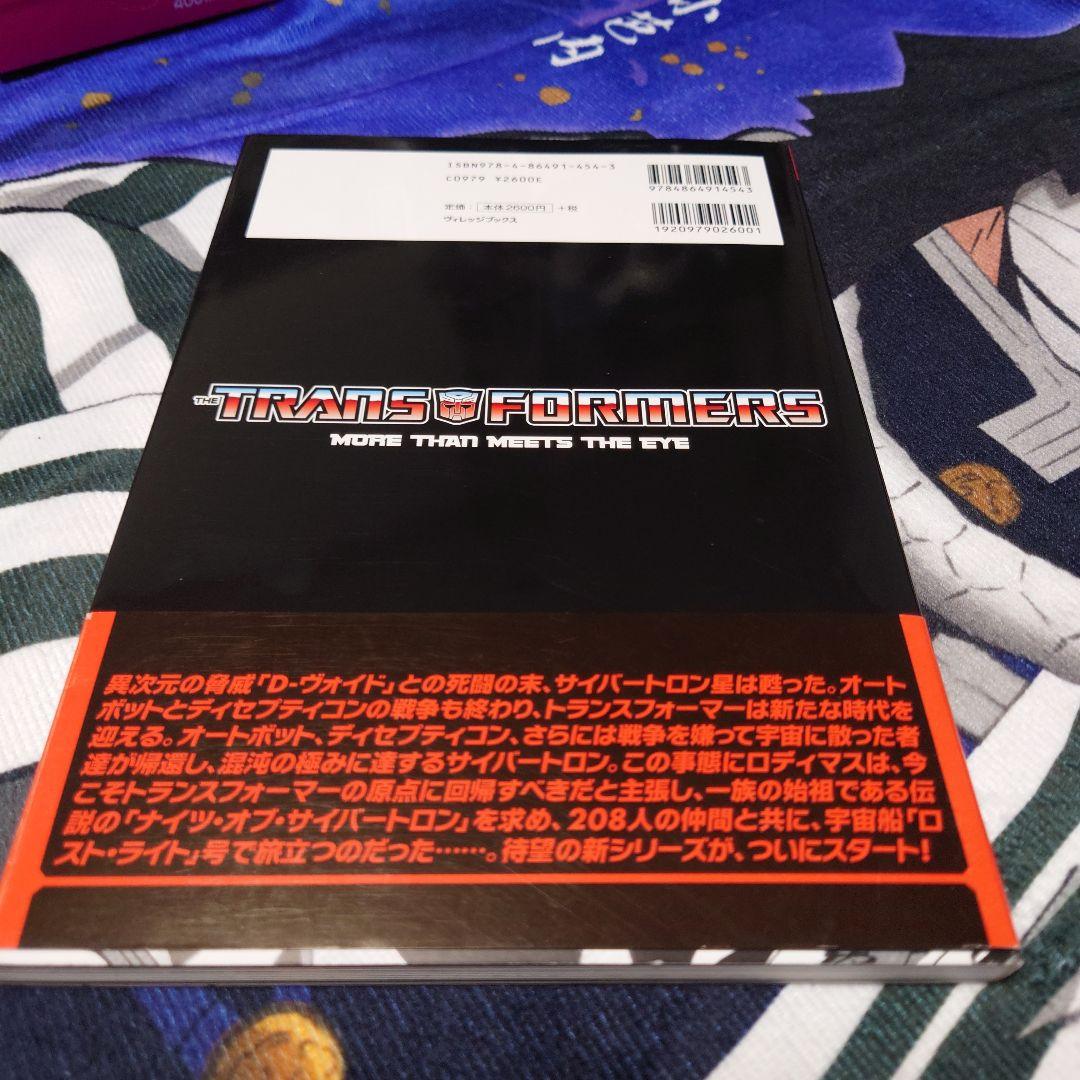 ISBN978-4-86491-454-3
C0979 ¥2600E
定価：本体2600円＋税
ヴィレッジブックス
9784864914543
1920979026001
THE TRANSFORMERS
MORE THAN MEETS THE EYE
異次元の脅威「D-ヴォイド」との死闘の末、サイバートロン星は甦った。オート
ボットとディセプティコンの戦争も終わり、トランスフォーマーは新たな時代を
迎える。オートボット、ディセプティコン、さらには戦争を嫌って宇宙に散った者
達が帰還し、混沌の極みに達するサイバートロン。この事態にロディマスは、今
こそトランスフォーマーの原点に回帰すべきだと主張し、一族の始祖である伝
説の「ナイツ・オブ・サイバートロン」を求め、208人の仲間と共に、宇宙船「ロ
スト・ライト」号で旅立つのだった……。待望の新シリーズが、ついにスタート！